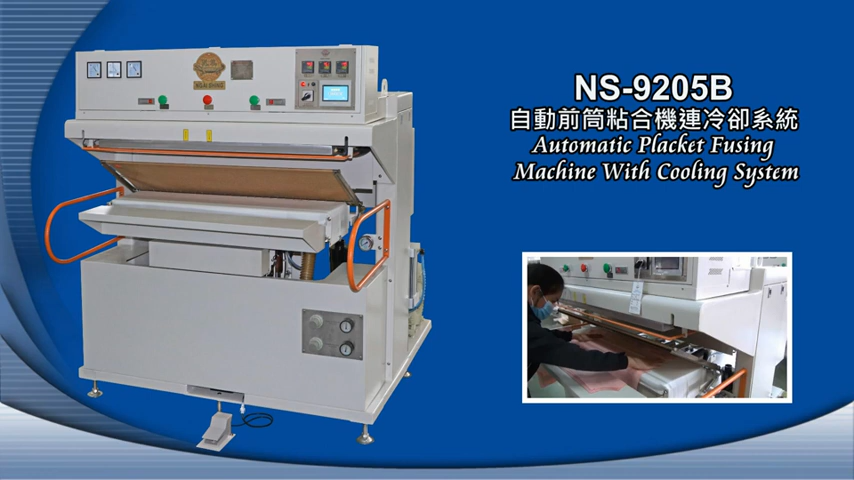 NS-9205B
自動前筒粘合機連冷卻系統
Automatic Placket Fusing
Machine With Cooling System